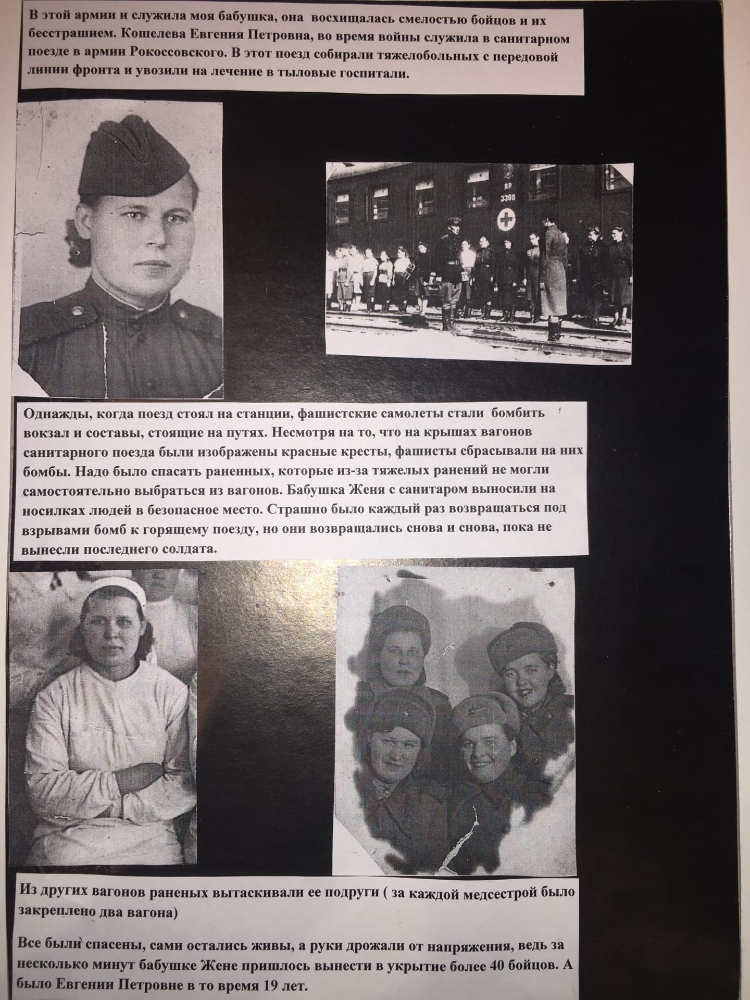 В этой армии и служила моя бабушка, она восхищалась смелостью бойцов и их
бесстрашием. Кошелева Евгения Петровна, во время войны служила в санитарном
поезде в армии Рокоссовского. В этот поезд собирали тяжелобольных с передовой
линии фронта и увозили на лечение в тыловые госпитали.
ЯР.
3398
Однажды, когда поезд стоял на станции, фашистские самолеты стали бомбить
вокзал и составы, стоящие на путях. Несмотря на то, что на крышах вагонов
санитарного поезда были изображены красные кресты, фашисты сбрасывали на них
бомбы. Надо было спасать раненных, которые из-за тяжелых ранений не могли
самостоятельно выбраться из вагонов. Бабушка Женя с санитаром выносили на
носилках людей в безопасное место. Страшно было каждый раз возвращаться под
взрывами бомб к горящему поезду, но они возвращались снова и снова, пока не
вынесли последнего солдата.
Из других вагонов раненых вытаскивали ее подруги ( за каждой медсестрой было
закреплено два вагона)
Все были спасены, сами остались живы, а руки дрожали от напряжения, ведь за
несколько минут бабушке Жене пришлось вынести в укрытие более 40 бойцов. А
было Евгении Петровне в то время 19 лет.